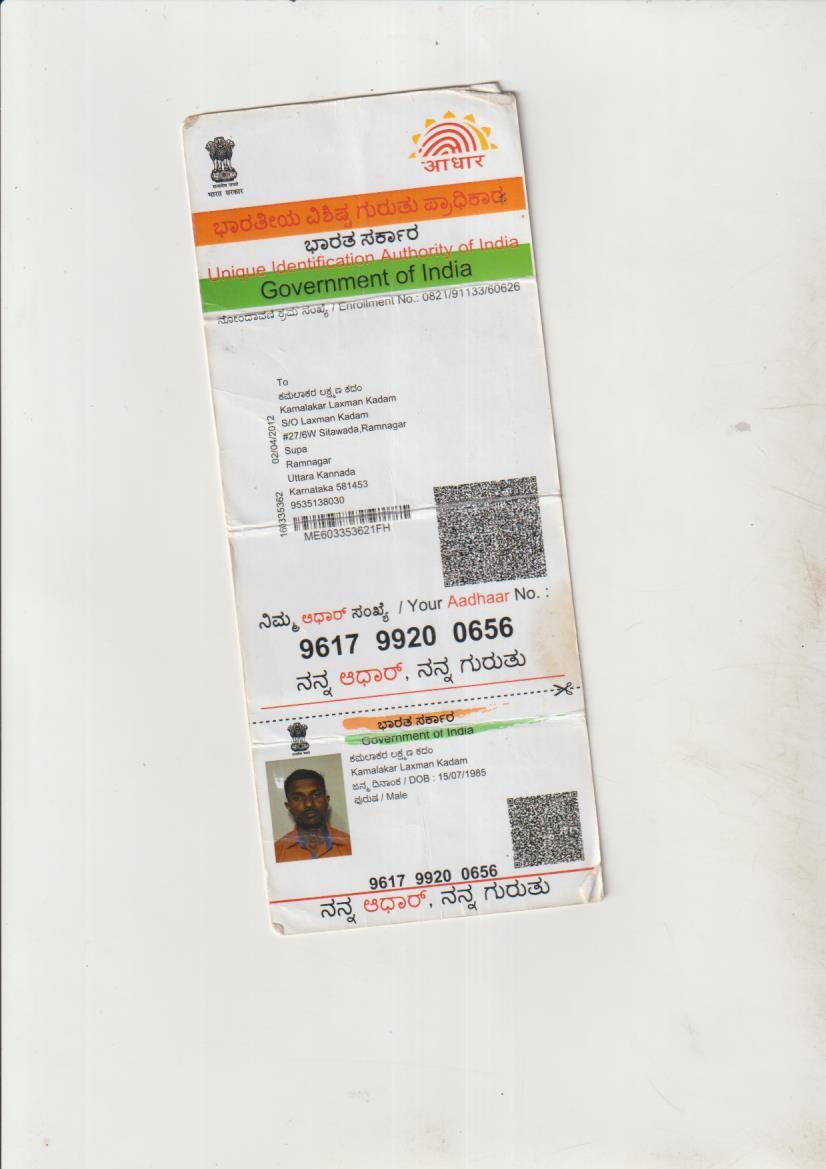 आधार
सत्यमेव जयते
भारत सरकार
ಭಾರತೀಯ ವಿಶಿಷ್ಟ ಗುರುತು ಪ್ರಾಧಿಕಾರ
ಭಾರತ ಸರ್ಕಾರ
Unique Identification Authority of India
Government of India
ನೋಂದಾವಣೆ ಕ್ರಮ ಸಂಖ್ಯೆ / Enrollment No.: 0821/91133/60626
To
ಕಮಲಾಕರ ಲಕ್ಷ್ಮಣ ಕದಂ
Kamalakar Laxman Kadam
S/O Laxman Kadam
#27/6W Sitawada,Ramnagar
Supa
Ramnagar
Uttara Kannada
Karnataka 581453
9535138030
02/04/2012
160335362
ME603353621FH
ನಿಮ್ಮ ಆಧಾರ್ ಸಂಖ್ಯೆ / Your Aadhaar No. :
9617 9920 0656
ನನ್ನ ಆಧಾರ್, ನನ್ನ ಗುರುತು
ಭಾರತ ಸರ್ಕಾರ
Government of India
ಕಮಲಾಕರ ಲಕ್ಷ್ಮಣ ಕದಂ
Kamalakar Laxman Kadam
ಜನ್ಮ ದಿನಾಂಕ / DOB : 15/07/1985
ಪುರುಷ / Male
9617 9920 0656
ನನ್ನ ಆಧಾರ್, ನನ್ನ ಗುರುತು